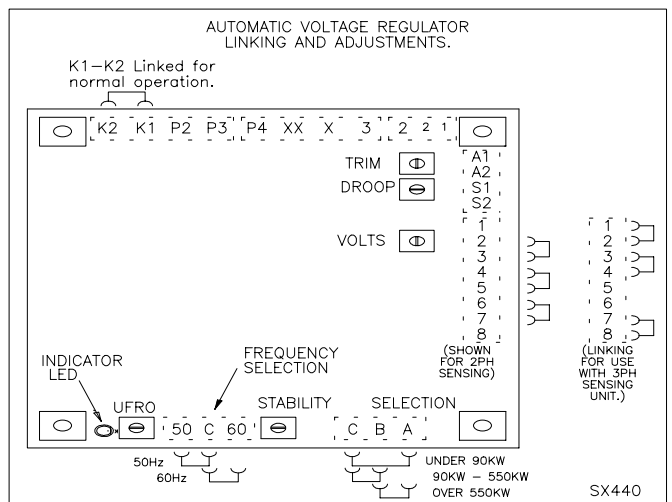 AUTOMATIC VOLTAGE REGULATOR
LINKING AND ADJUSTMENTS.
K1-K2 Linked for
normal operation.
K2 K1 P2 P3 P4 XX X 3 2 2 1
TRIM
DROOP
VOLTS
A1
A2
S1
S2
1
2
3
4
5
6
7
8
(SHOWN
FOR 2PH
SENSING)
1
2
3
4
5
6
7
8
(LINKING
FOR USE
WITH 3PH
SENSING
UNIT.)
INDICATOR
LED
FREQUENCY
SELECTION
UFRO
STABILITY
SELECTION
50 C 60
C B A
50Hz
60Hz
UNDER 90KW
90KW - 550KW
OVER 550KW
SX440